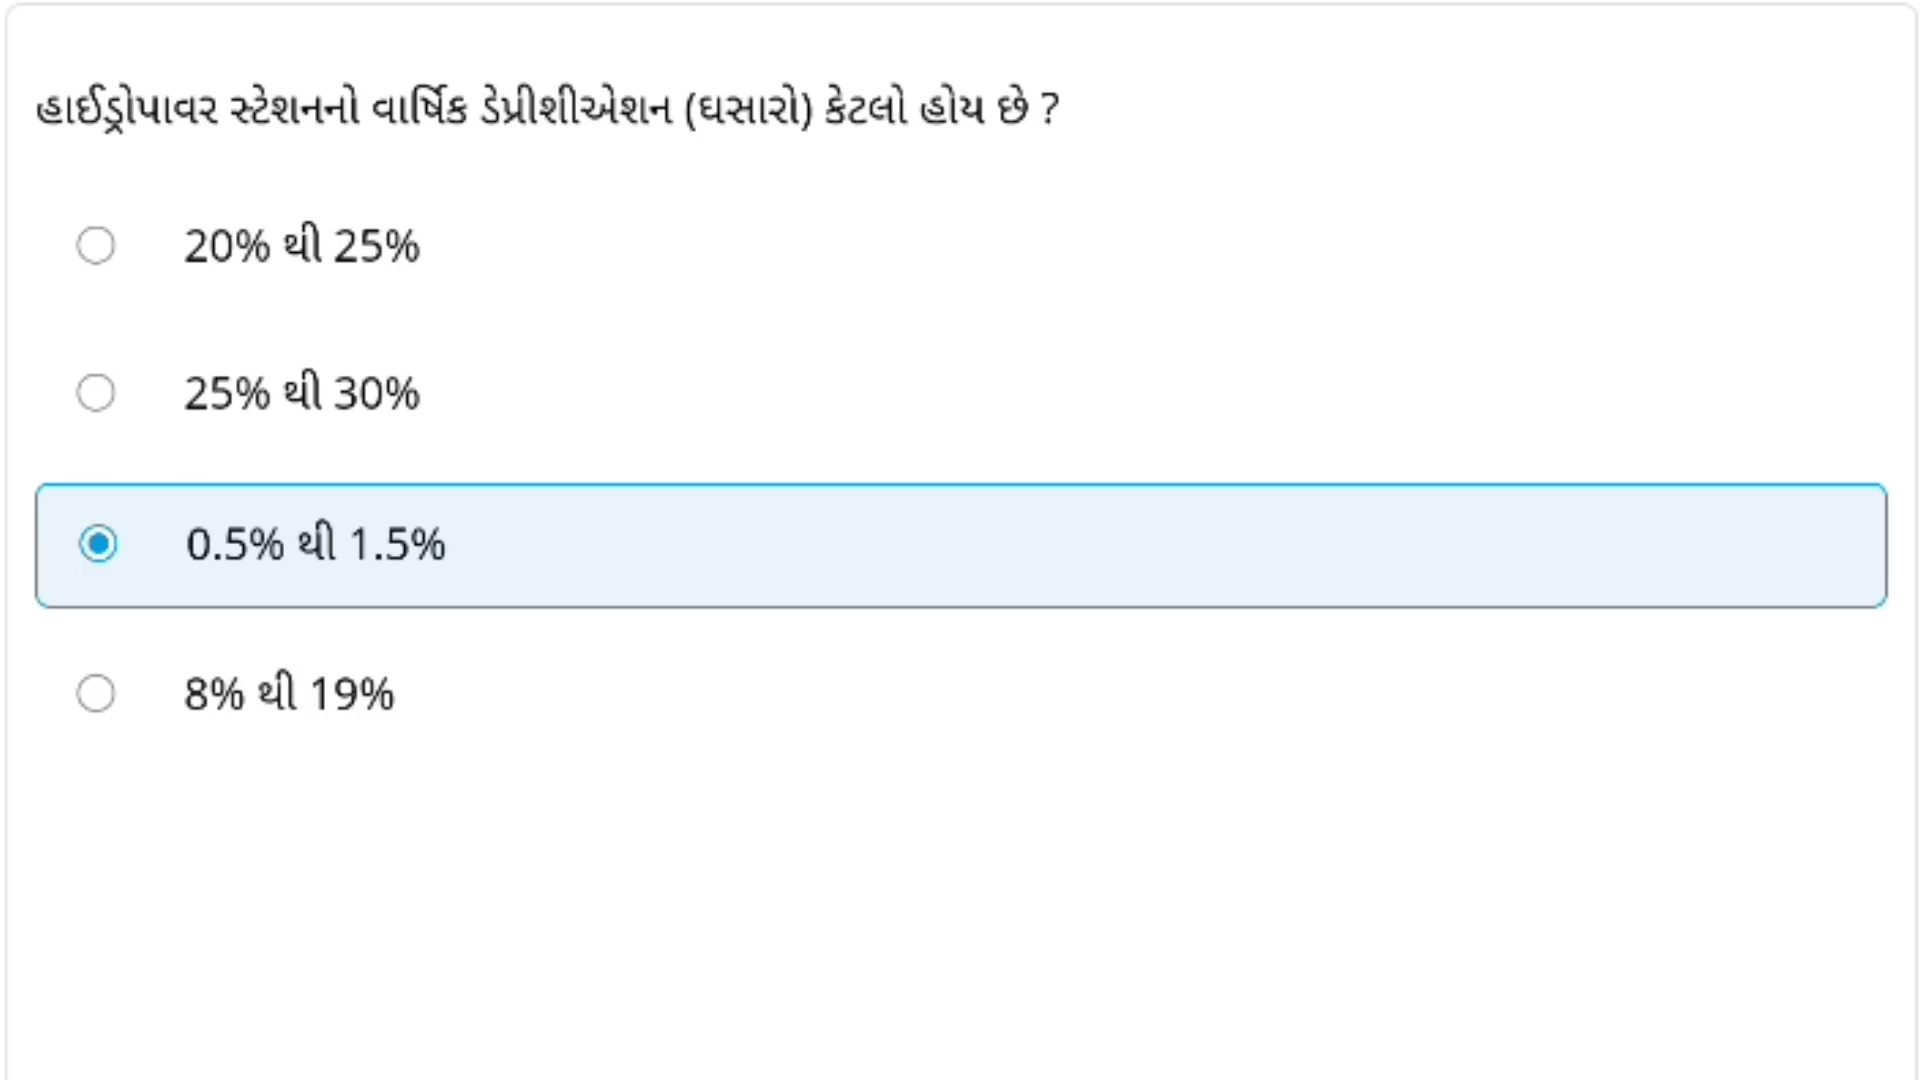 હાઈડ્રોપાવર સ્ટેશનનો વાર્ષિક ડેપ્રીશીએશન (ઘસારો) કેટલો હોય છે ?
20% થી 25%
25% થી 30%
0.5% થી 1.5%
8% થી 19%